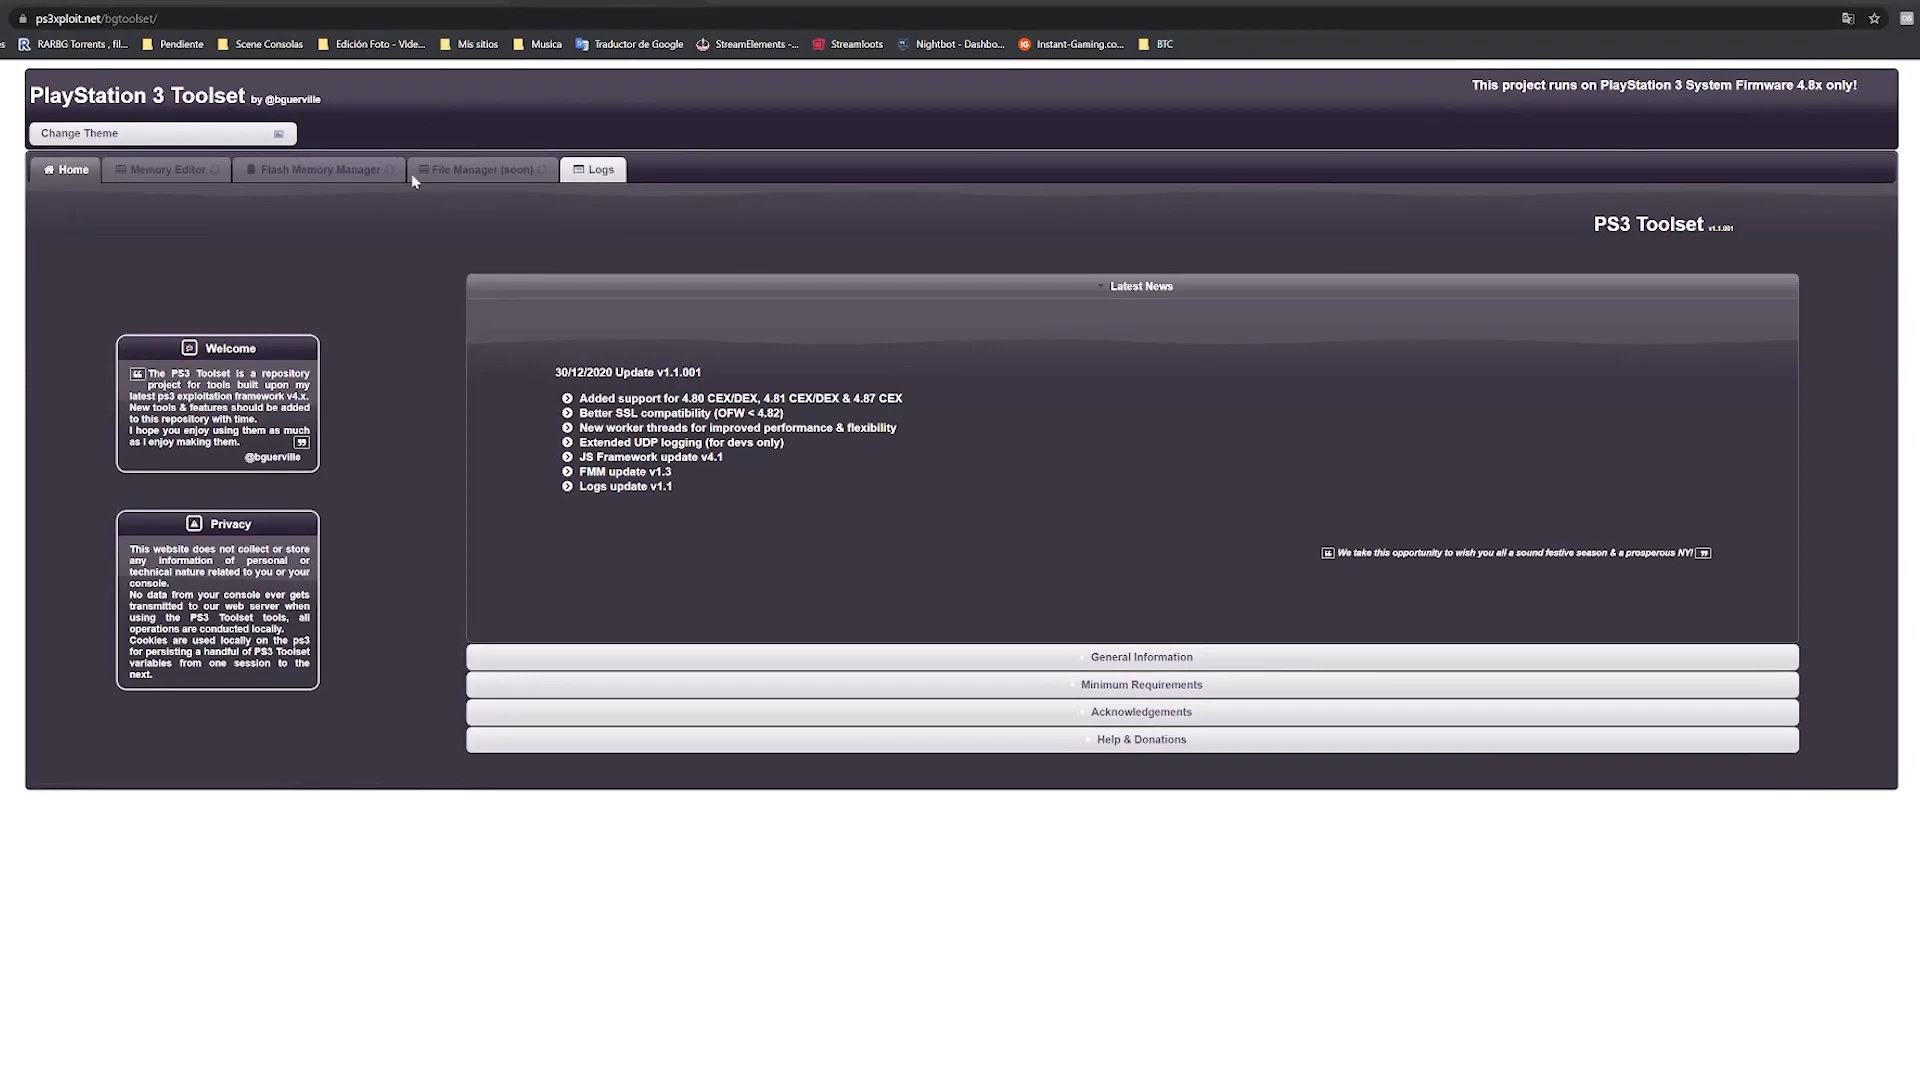 ps3xploit.net/bgtoolset/
RARBG Torrents , fil...
Pendiente
Scene Consolas
Edición Foto - Vide...
Mis sitios
Musica
Traductor de Google
StreamElements -...
Streamloots
Nightbot - Dashbo...
Instant-Gaming.co...
BTC
PlayStation 3 Toolset by @bguerville
This project runs on PlayStation 3 System Firmware 4.8x only!
Change Theme
Home
Memory Editor
Flash Memory Manager
File Manager (soon)
Logs
PS3 Toolset v1.1.001
Latest News
Welcome
The PS3 Toolset is a repository
project for tools built upon my
latest ps3 exploitation framework v4.x.
New tools & features should be added
to this repository with time.
I hope you enjoy using them as much
as I enjoy making them.
@bguerville
30/12/2020 Update v1.1.001
Added support for 4.80 CEX/DEX, 4.81 CEX/DEX & 4.87 CEX
Better SSL compatibility (OFW < 4.82)
New worker threads for improved performance & flexibility
Extended UDP logging (for devs only)
JS Framework update v4.1
FMM update v1.3
Logs update v1.1
We take this opportunity to wish you all a sound festive season & a prosperous NY!
Privacy
This website does not collect or store
any information of personal or
technical nature related to you or your
console.
No data from your console ever gets
transmitted to our web server when
using the PS3 Toolset tools, all
operations are conducted locally.
Cookies are used locally on the ps3
for persisting a handful of PS3 Toolset
variables from one session to the
next.
General Information
Minimum Requirements
Acknowledgements
Help & Donations